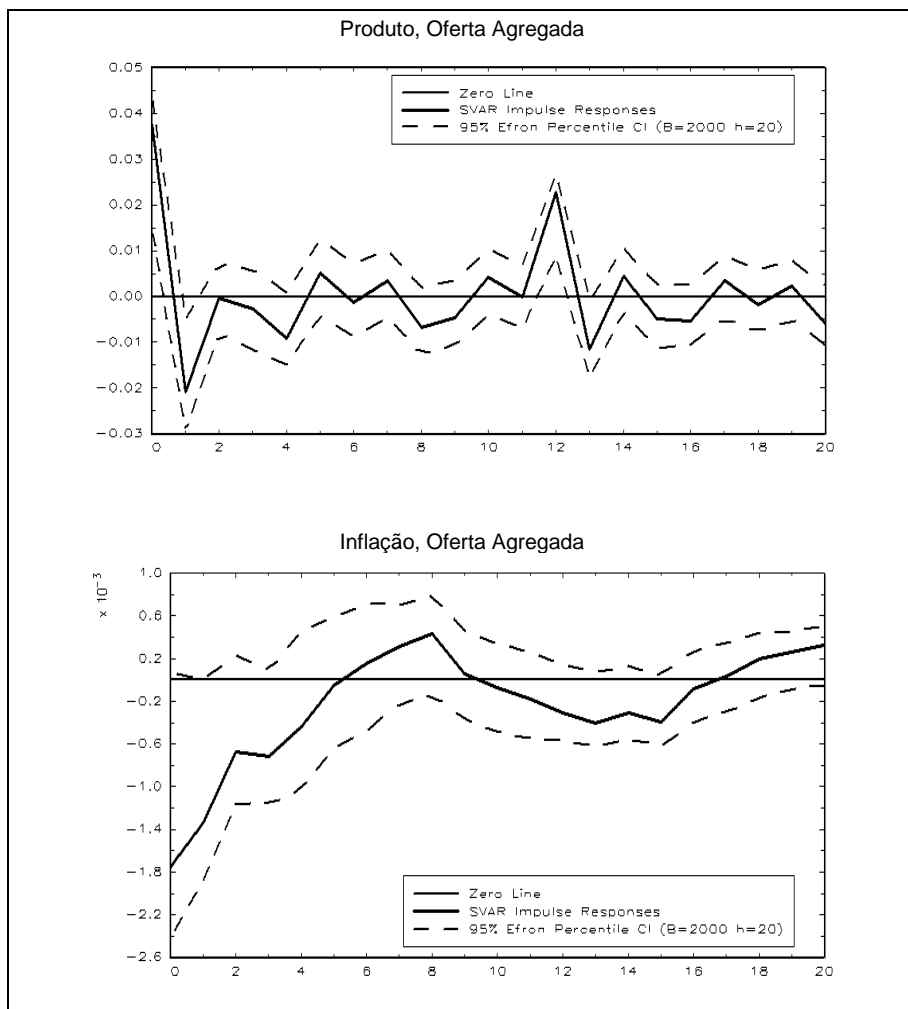 Produto, Oferta Agregada
0.05
0.04
0.03
0.02
0.01
0.00
−0.01
−0.02
−0.03
Zero Line
SVAR Impulse Responses
95% Efron Percentile CI (B=2000 h=20)
0 2 4 6 8 10 12 14 16 18 20
Inflação, Oferta Agregada
x 10⁻³
1.0
0.6
0.2
−0.2
−0.6
−1.0
−1.4
−1.8
−2.2
−2.6
Zero Line
SVAR Impulse Responses
95% Efron Percentile CI (B=2000 h=20)
0 2 4 6 8 10 12 14 16 18 20